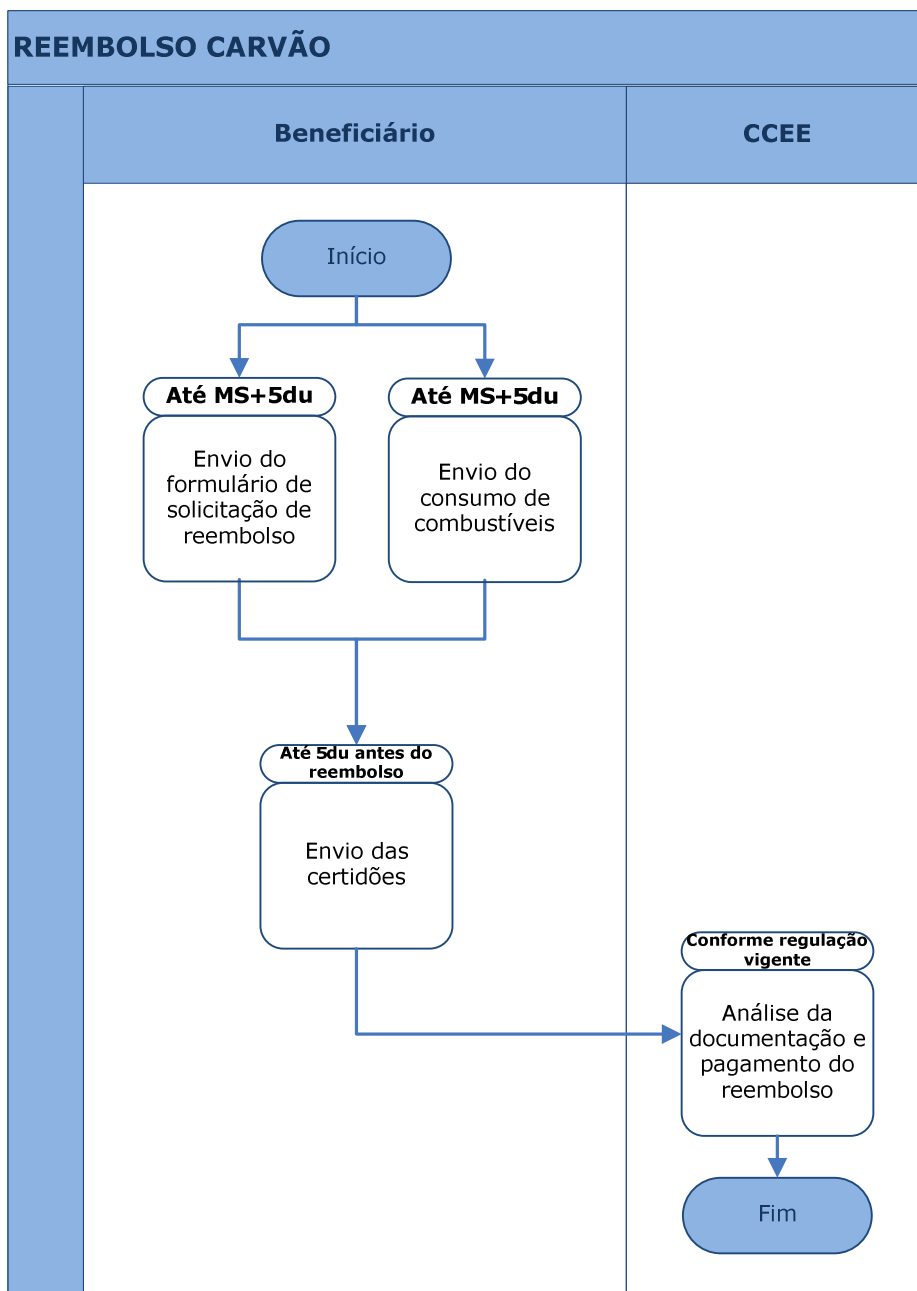 REEMBOLSO CARVÃO
Beneficiário
CCEE
Início
Até MS+5du
Envio do
formulário de
solicitação de
reembolso
Até MS+5du
Envio do
consumo de
combustíveis
Até 5du antes do
reembolso
Envio das
certidões
Conforme regulação
vigente
Análise da
documentação e
pagamento do
reembolso
Fim